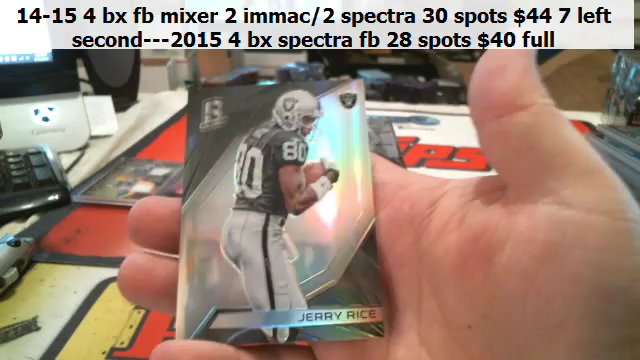 14-15 4 bx fb mixer 2 immac/2 spectra 30 spots $44 7 left
second---2015 4 bx spectra fb 28 spots $40 full
80
JERRY RICE